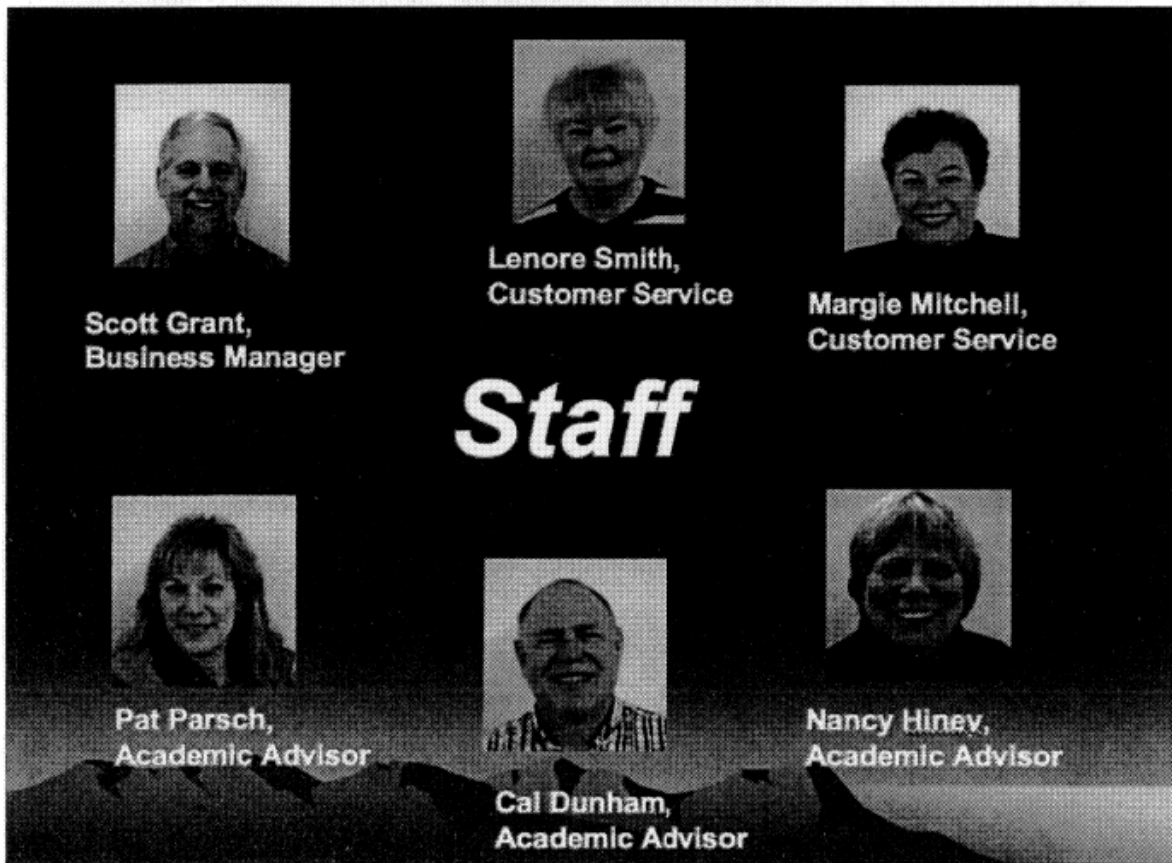 Scott Grant,
Business Manager
Lenore Smith,
Customer Service
Margie Mitchell,
Customer Service
Staff
Pat Parsch,
Academic Advisor
Cal Dunham,
Academic Advisor
Nancy Hiney,
Academic Advisor